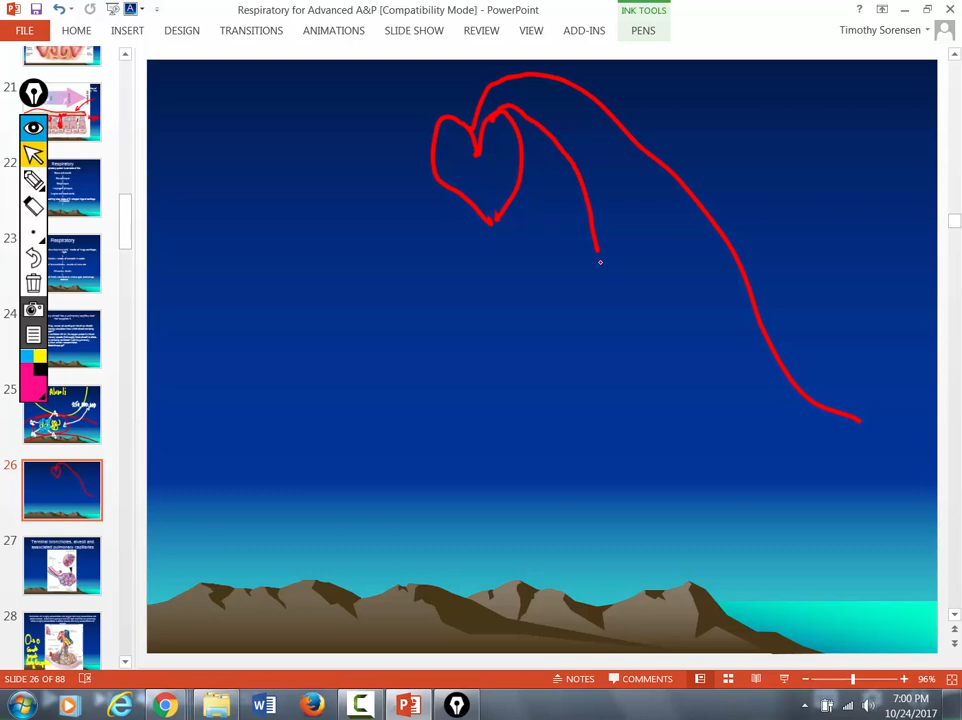 Respiratory for Advanced A&P [Compatibility Mode] - PowerPoint
INK TOOLS
FILE HOME INSERT DESIGN TRANSITIONS ANIMATIONS SLIDE SHOW REVIEW VIEW ADD-INS PENS
Timothy Sorensen
21
22
Respiratory
23
Respiratory
24
25
Alveoli
26
27
Terminal bronchioles, alveoli and
associated pulmonary capillaries
28
SLIDE 26 OF 88
NOTES
COMMENTS
96%
7:00 PM
10/24/2017